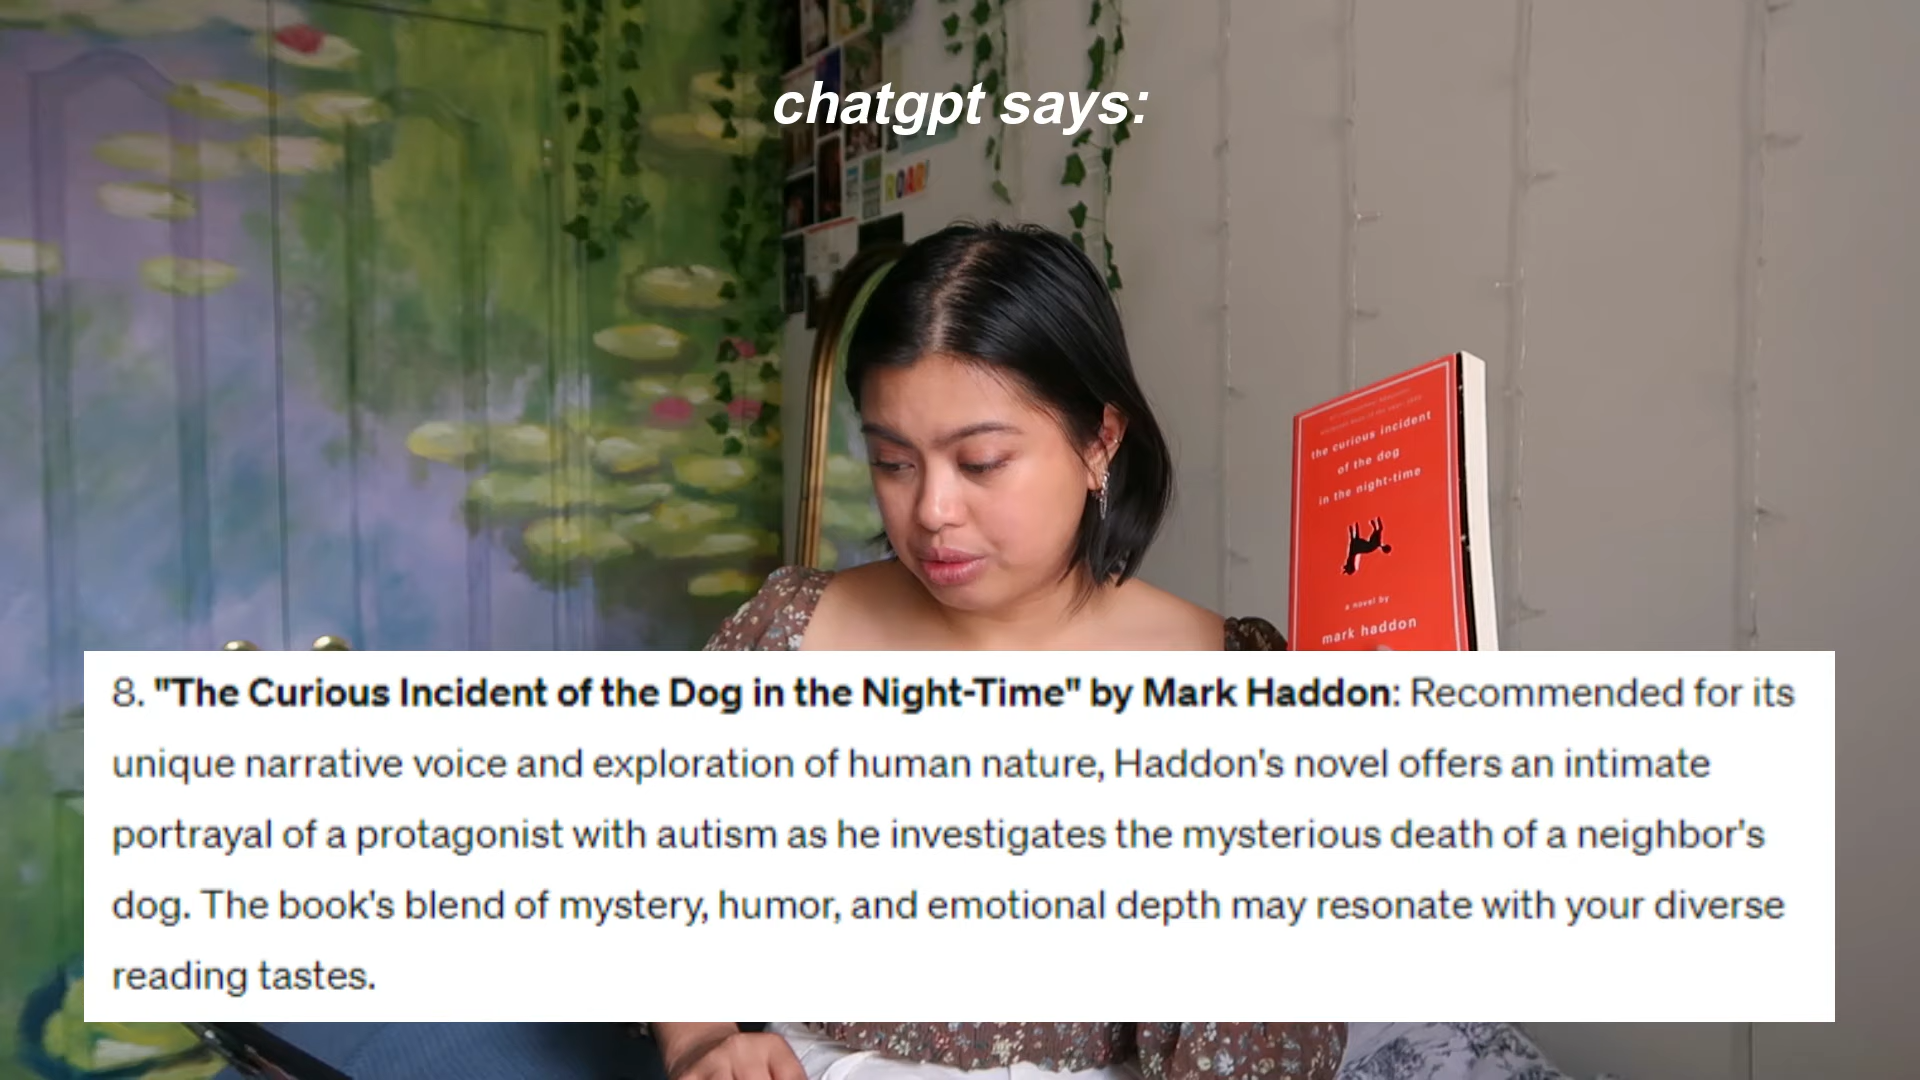 chatgpt says:
ROAR!
the curious incident
of the dog
in the night-time
a novel by
mark haddon
8. "The Curious Incident of the Dog in the Night-Time" by Mark Haddon: Recommended for its
unique narrative voice and exploration of human nature, Haddon's novel offers an intimate
portrayal of a protagonist with autism as he investigates the mysterious death of a neighbor's
dog. The book's blend of mystery, humor, and emotional depth may resonate with your diverse
reading tastes.